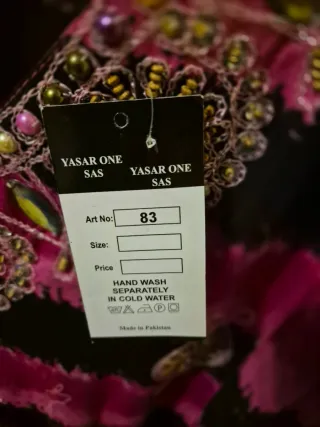 YASAR ONE
SAS
YASAR ONE
SAS
Art No: 83
Size:
Price
HAND WASH
SEPARATELY
IN COLD WATER
Made in Pakistan